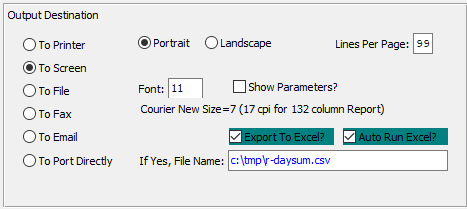 Output Destination
To Printer
Portrait
Landscape
Lines Per Page: 99
To Screen
To File
Font: 11
Show Parameters?
To Fax
Courier New Size=7 (17 cpi for 132 column Report)
To Email
Export To Excel?
Auto Run Excel?
To Port Directly
If Yes, File Name: c:\tmp\r-daysum.csv